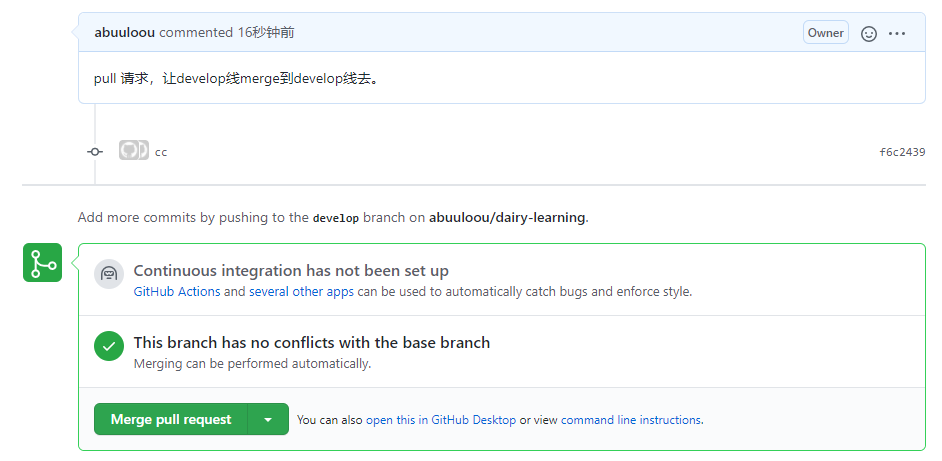 abuuloou commented 16秒钟前 Owner
pull 请求，让develop线merge到develop线去。
cc f6c2439
Add more commits by pushing to the develop branch on abuuloou/dairy-learning.
Continuous integration has not been set up
GitHub Actions and several other apps can be used to automatically catch bugs and enforce style.
This branch has no conflicts with the base branch
Merging can be performed automatically.
Merge pull request You can also open this in GitHub Desktop or view command line instructions.